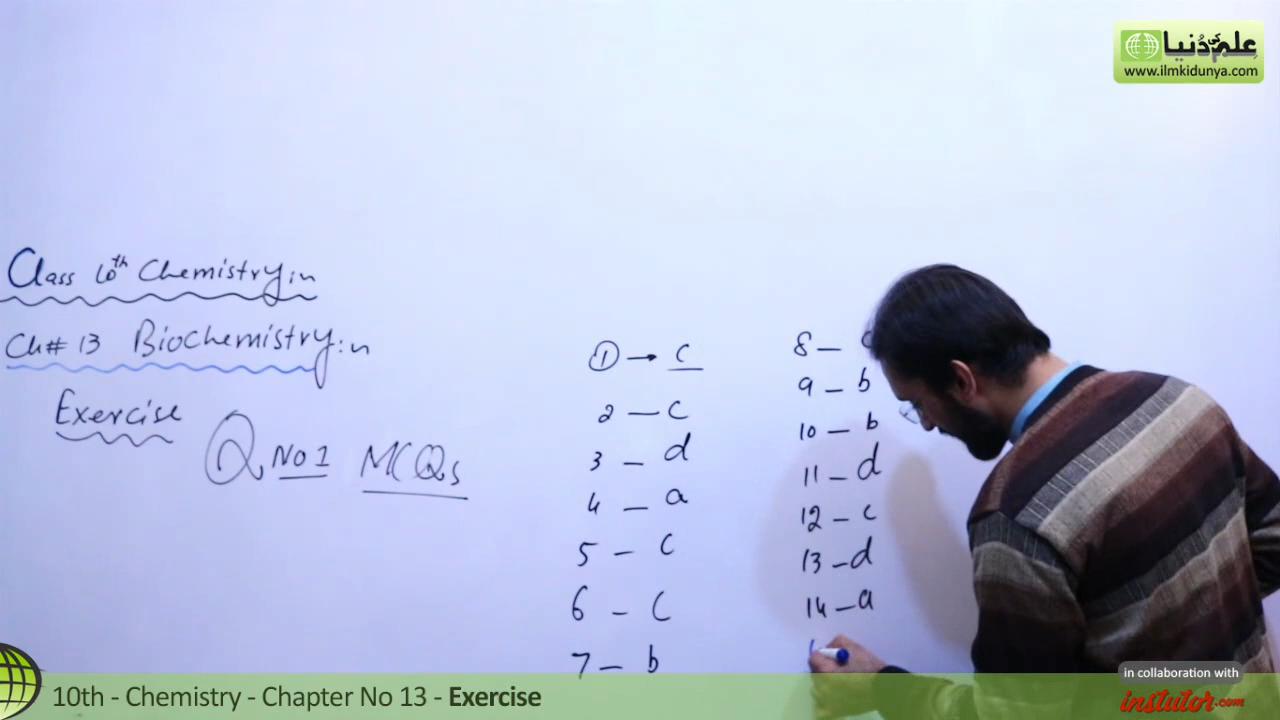 علم کی دُنیا
www.ilmkidunya.com
Class 10th Chemistry:~
Ch# 13 Biochemistry:~
Exercise
Q No 1 MCQs
① → c
2 – c
3 – d
4 – a
5 – c
6 – c
7 – b
8 –
9 – b
10 – b
11 – d
12 – c
13 – d
14 – a
10th - Chemistry - Chapter No 13 - Exercise
in collaboration with
instutor.com